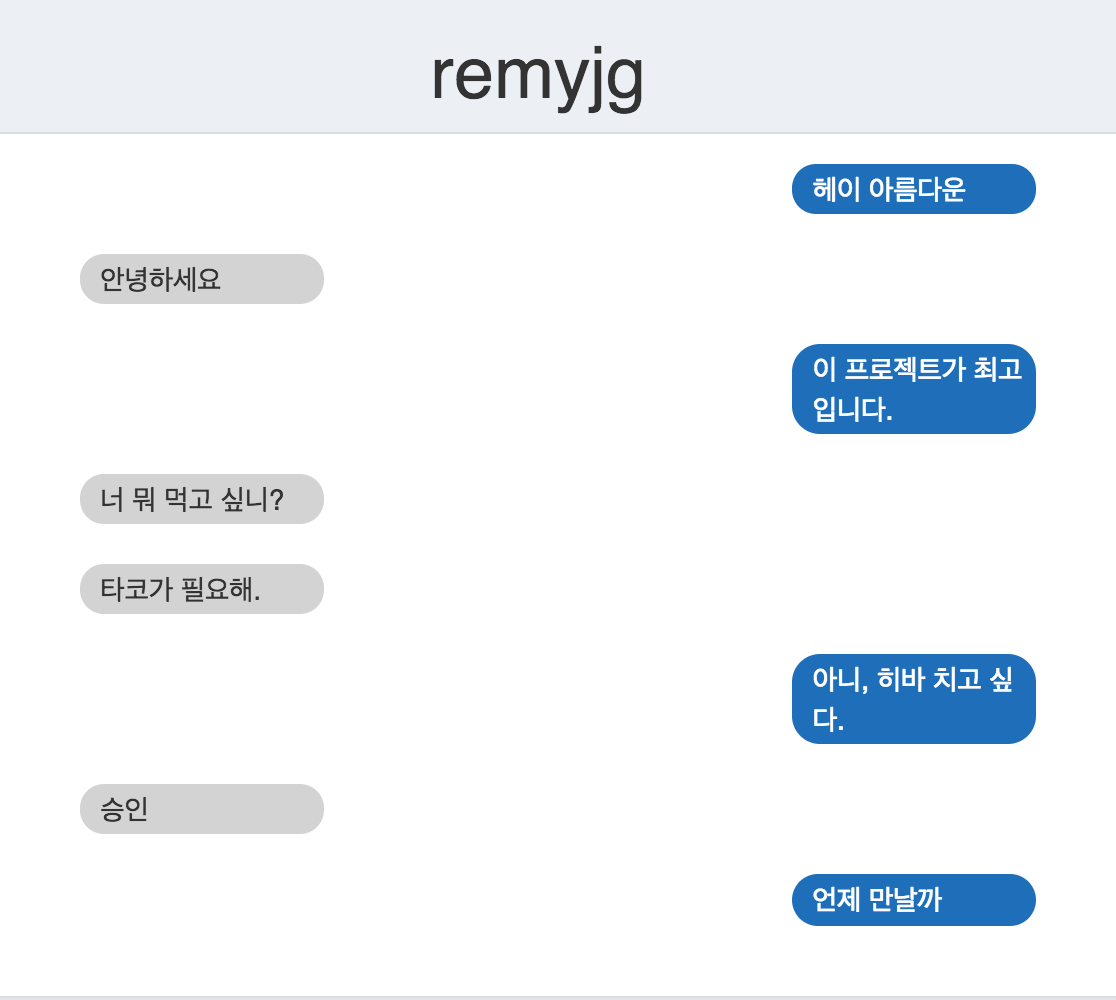 remyjg
헤이 아름다운
안녕하세요
이 프로젝트가 최고
입니다.
너 뭐 먹고 싶니?
타코가 필요해.
아니, 히바 치고 싶
다.
승인
언제 만날까